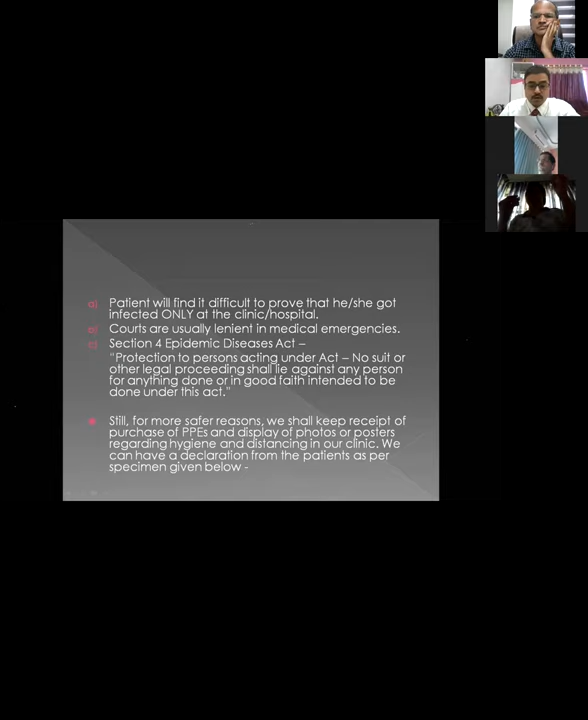 a) Patient will find it difficult to prove that he/she got
infected ONLY at the clinic/hospital.
b) Courts are usually lenient in medical emergencies.
c) Section 4 Epidemic Diseases Act –
"Protection to persons acting under Act – No suit or
other legal proceeding shall lie against any person
for anything done or in good faith intended to be
done under this act."
Still, for more safer reasons, we shall keep receipt of
purchase of PPEs and display of photos or posters
regarding hygiene and distancing in our clinic. We
can have a declaration from the patients as per
specimen given below -